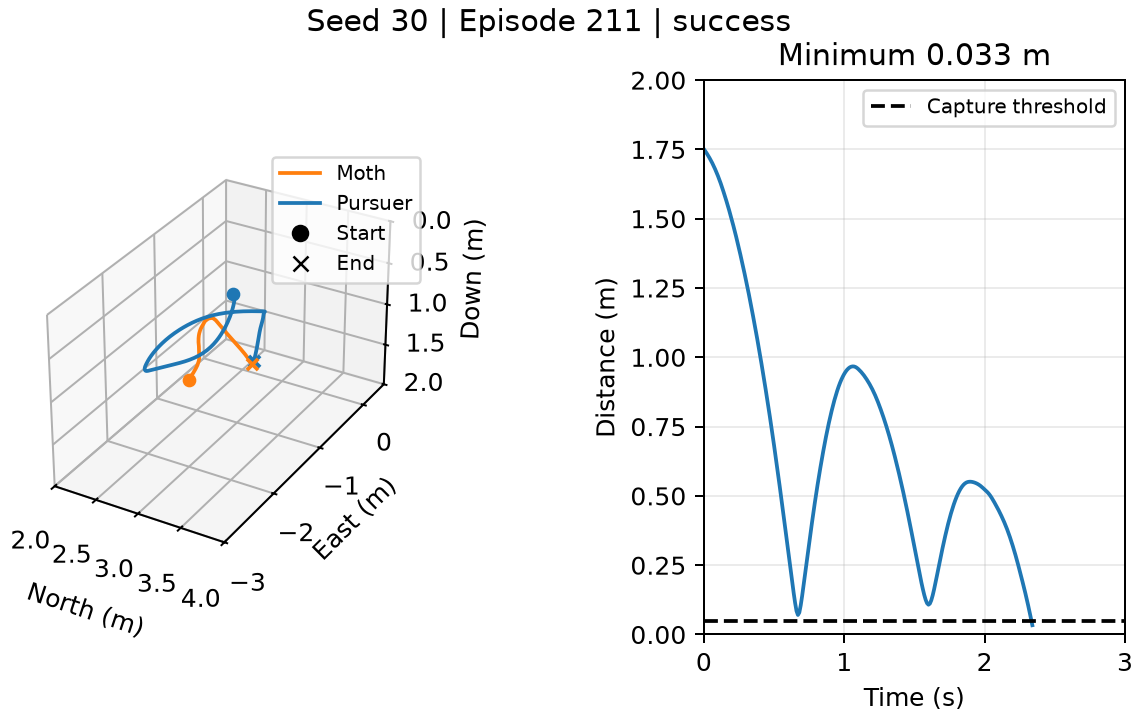 Seed 30 | Episode 211 | success
Moth
Pursuer
Start
End
0.0
0.5
1.0
1.5
2.0
Down (m)
0
−1
−2
−3
East (m)
2.0
2.5
3.0
3.5
4.0
North (m)
Minimum 0.033 m
Capture threshold
2.00
1.75
1.50
1.25
1.00
0.75
0.50
0.25
0.00
Distance (m)
0
1
2
3
Time (s)